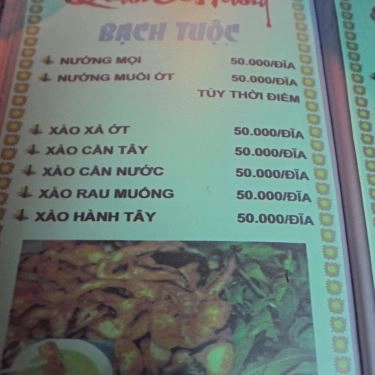 BẠCH TUỘC
NƯỚNG MỌI 50.000/ĐĨA
NƯỚNG MUỐI ỚT 50.000/ĐĨA
TÙY THỜI ĐIỂM
XÀO XẢ ỚT 50.000/ĐĨA
XÀO CẦN TÂY 50.000/ĐĨA
XÀO CẦN NƯỚC 50.000/ĐĨA
XÀO RAU MUỐNG 50.000/ĐĨA
XÀO HÀNH TÂY 50.000/ĐĨA